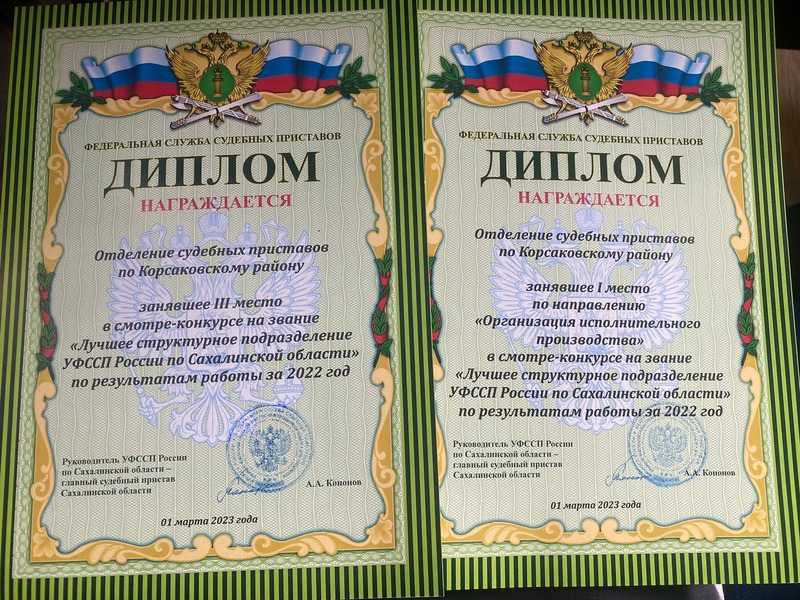 ФЕДЕРАЛЬНАЯ СЛУЖБА СУДЕБНЫХ ПРИСТАВОВ
ДИПЛОМ
НАГРАЖДАЕТСЯ
Отделение судебных приставов
по Корсаковскому району
занявшее III место
в смотре-конкурсе на звание
«Лучшее структурное подразделение
УФССП России по Сахалинской области»
по результатам работы за 2022 год
Руководитель УФССП России
по Сахалинской области –
главный судебный пристав
Сахалинской области
А.А. Кононов
01 марта 2023 года
ФЕДЕРАЛЬНАЯ СЛУЖБА СУДЕБНЫХ ПРИСТАВОВ
ДИПЛОМ
НАГРАЖДАЕТСЯ
Отделение судебных приставов
по Корсаковскому району
занявшее I место
по направлению
«Организация исполнительного
производства»
в смотре-конкурсе на звание
«Лучшее структурное подразделение
УФССП России по Сахалинской области»
по результатам работы за 2022 год
Руководитель УФССП России
по Сахалинской области –
главный судебный пристав
Сахалинской области
А.А. Кононов
01 марта 2023 года